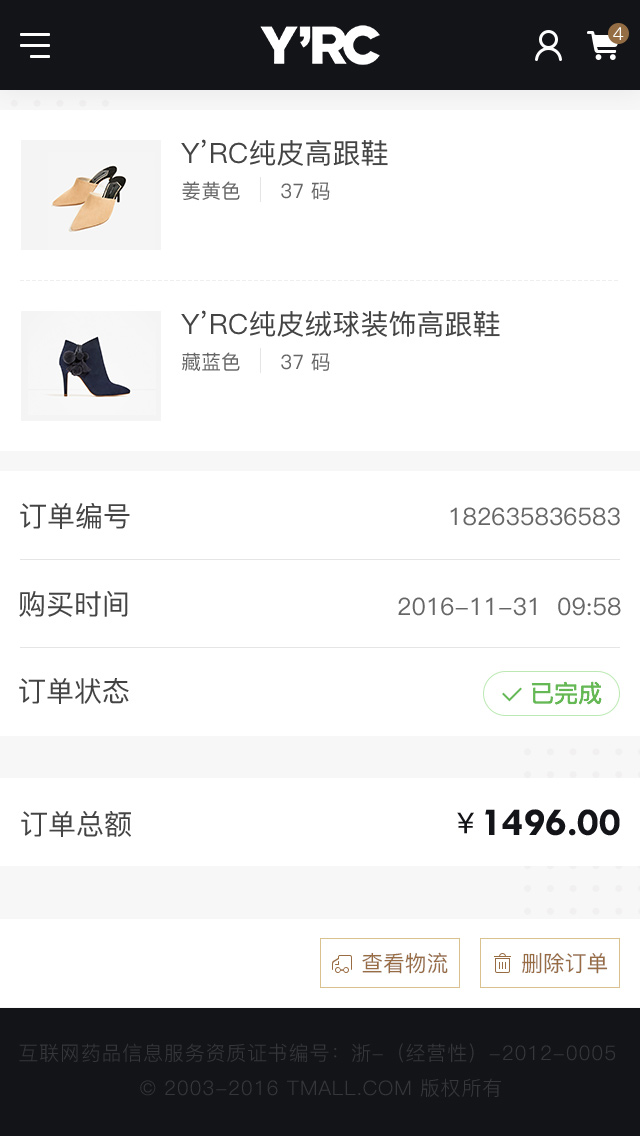 Y’RC
4
Y’RC纯皮高跟鞋
姜黄色 37 码
Y’RC纯皮绒球装饰高跟鞋
藏蓝色 37 码
订单编号 182635836583
购买时间 2016-11-31 09:58
订单状态 已完成
订单总额 ¥ 1496.00
查看物流 删除订单
互联网药品信息服务资质证书编号：浙-（经营性）-2012-0005
© 2003-2016 TMALL.COM 版权所有